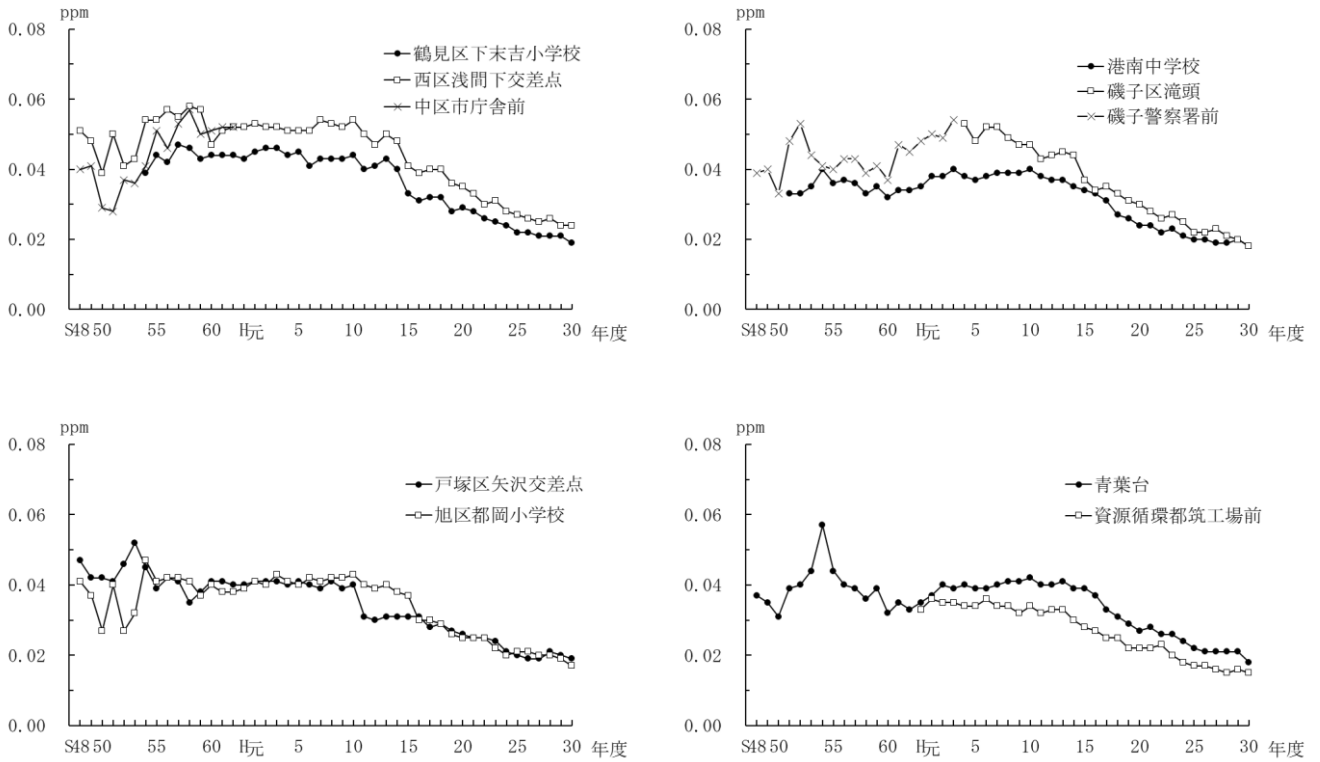 ppm
0.08
0.06
0.04
0.02
0.00
鶴見区下末吉小学校
西区浅間下交差点
中区市庁舎前
S48 50 55 60 H元 5 10 15 20 25 30 年度
ppm
0.08
0.06
0.04
0.02
0.00
港南中学校
磯子区滝頭
磯子警察署前
S48 50 55 60 H元 5 10 15 20 25 30 年度
ppm
0.08
0.06
0.04
0.02
0.00
戸塚区矢沢交差点
旭区都岡小学校
S48 50 55 60 H元 5 10 15 20 25 30 年度
ppm
0.08
0.06
0.04
0.02
0.00
青葉台
資源循環都筑工場前
S48 50 55 60 H元 5 10 15 20 25 30 年度